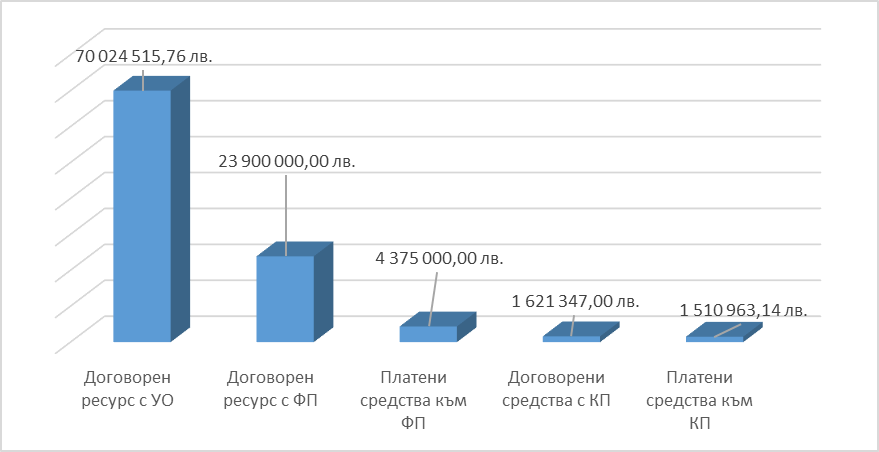 70 024 515,76 лв.
23 900 000,00 лв.
4 375 000,00 лв.
1 621 347,00 лв.
1 510 963,14 лв.
Договорен
ресурс с УО
Договорен
ресурс с ФП
Платени
средства към
ФП
Договорени
средства с КП
Платени
средства към
КП